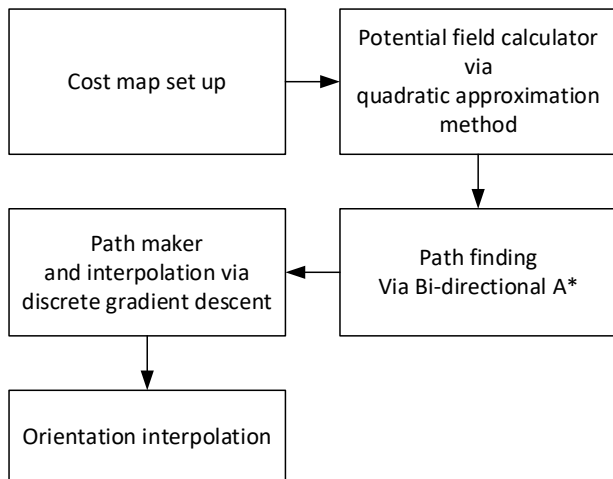 Cost map set up
Potential field calculator
via
quadratic approximation
method
Path finding
Via Bi-directional A*
Path maker
and interpolation via
discrete gradient descent
Orientation interpolation